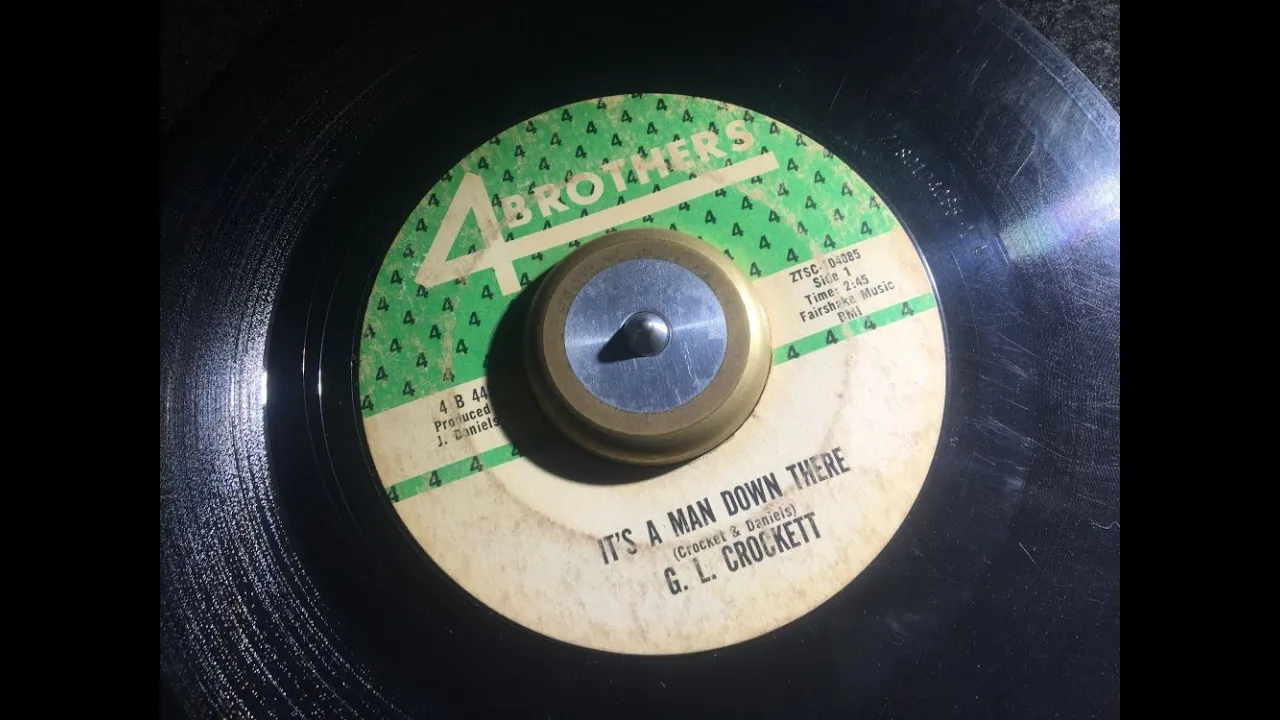 4 BROTHERS
ZTSC-104085
Side 1
Time: 2:45
Fairshake Music
BMI
4 B 44
Produced
J. Daniels
IT'S A MAN DOWN THERE
(Crocket & Daniels)
G. L. CROCKETT